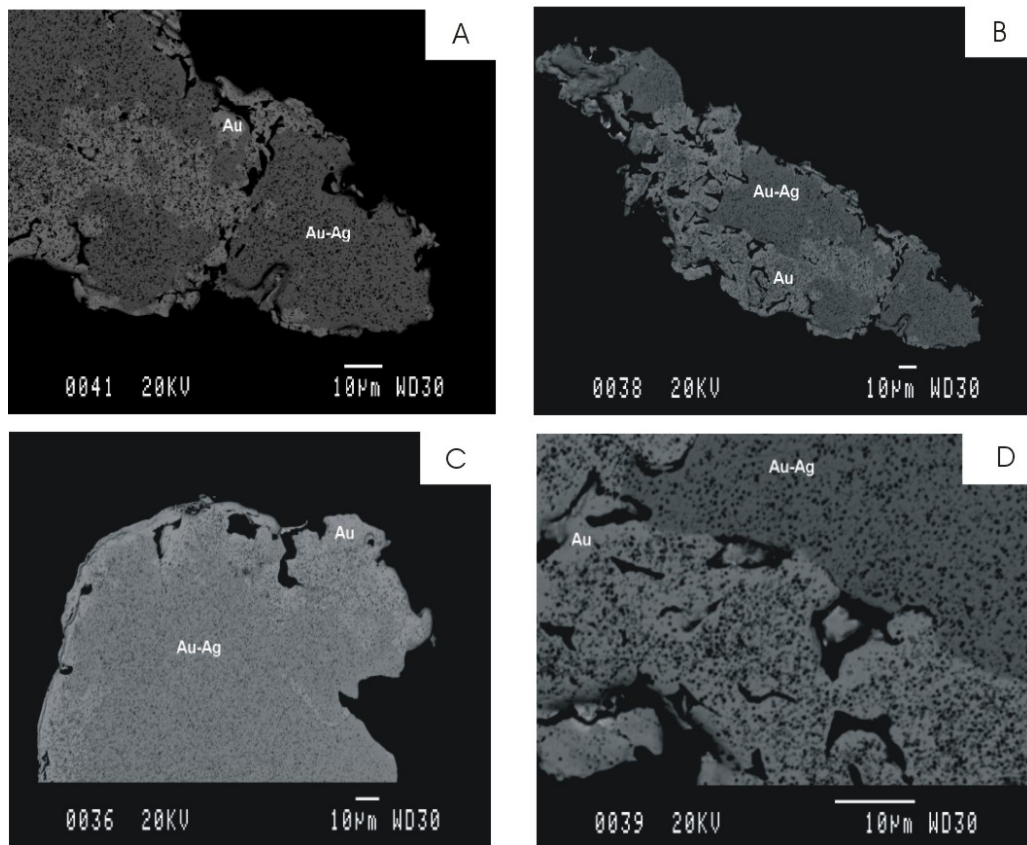 A
Au
Au-Ag
0041 20KV 10μm WD30
B
Au-Ag
Au
0038 20KV 10μm WD30
C
Au
Au-Ag
0036 20KV 10μm WD30
D
Au-Ag
Au
0039 20KV 10μm WD30